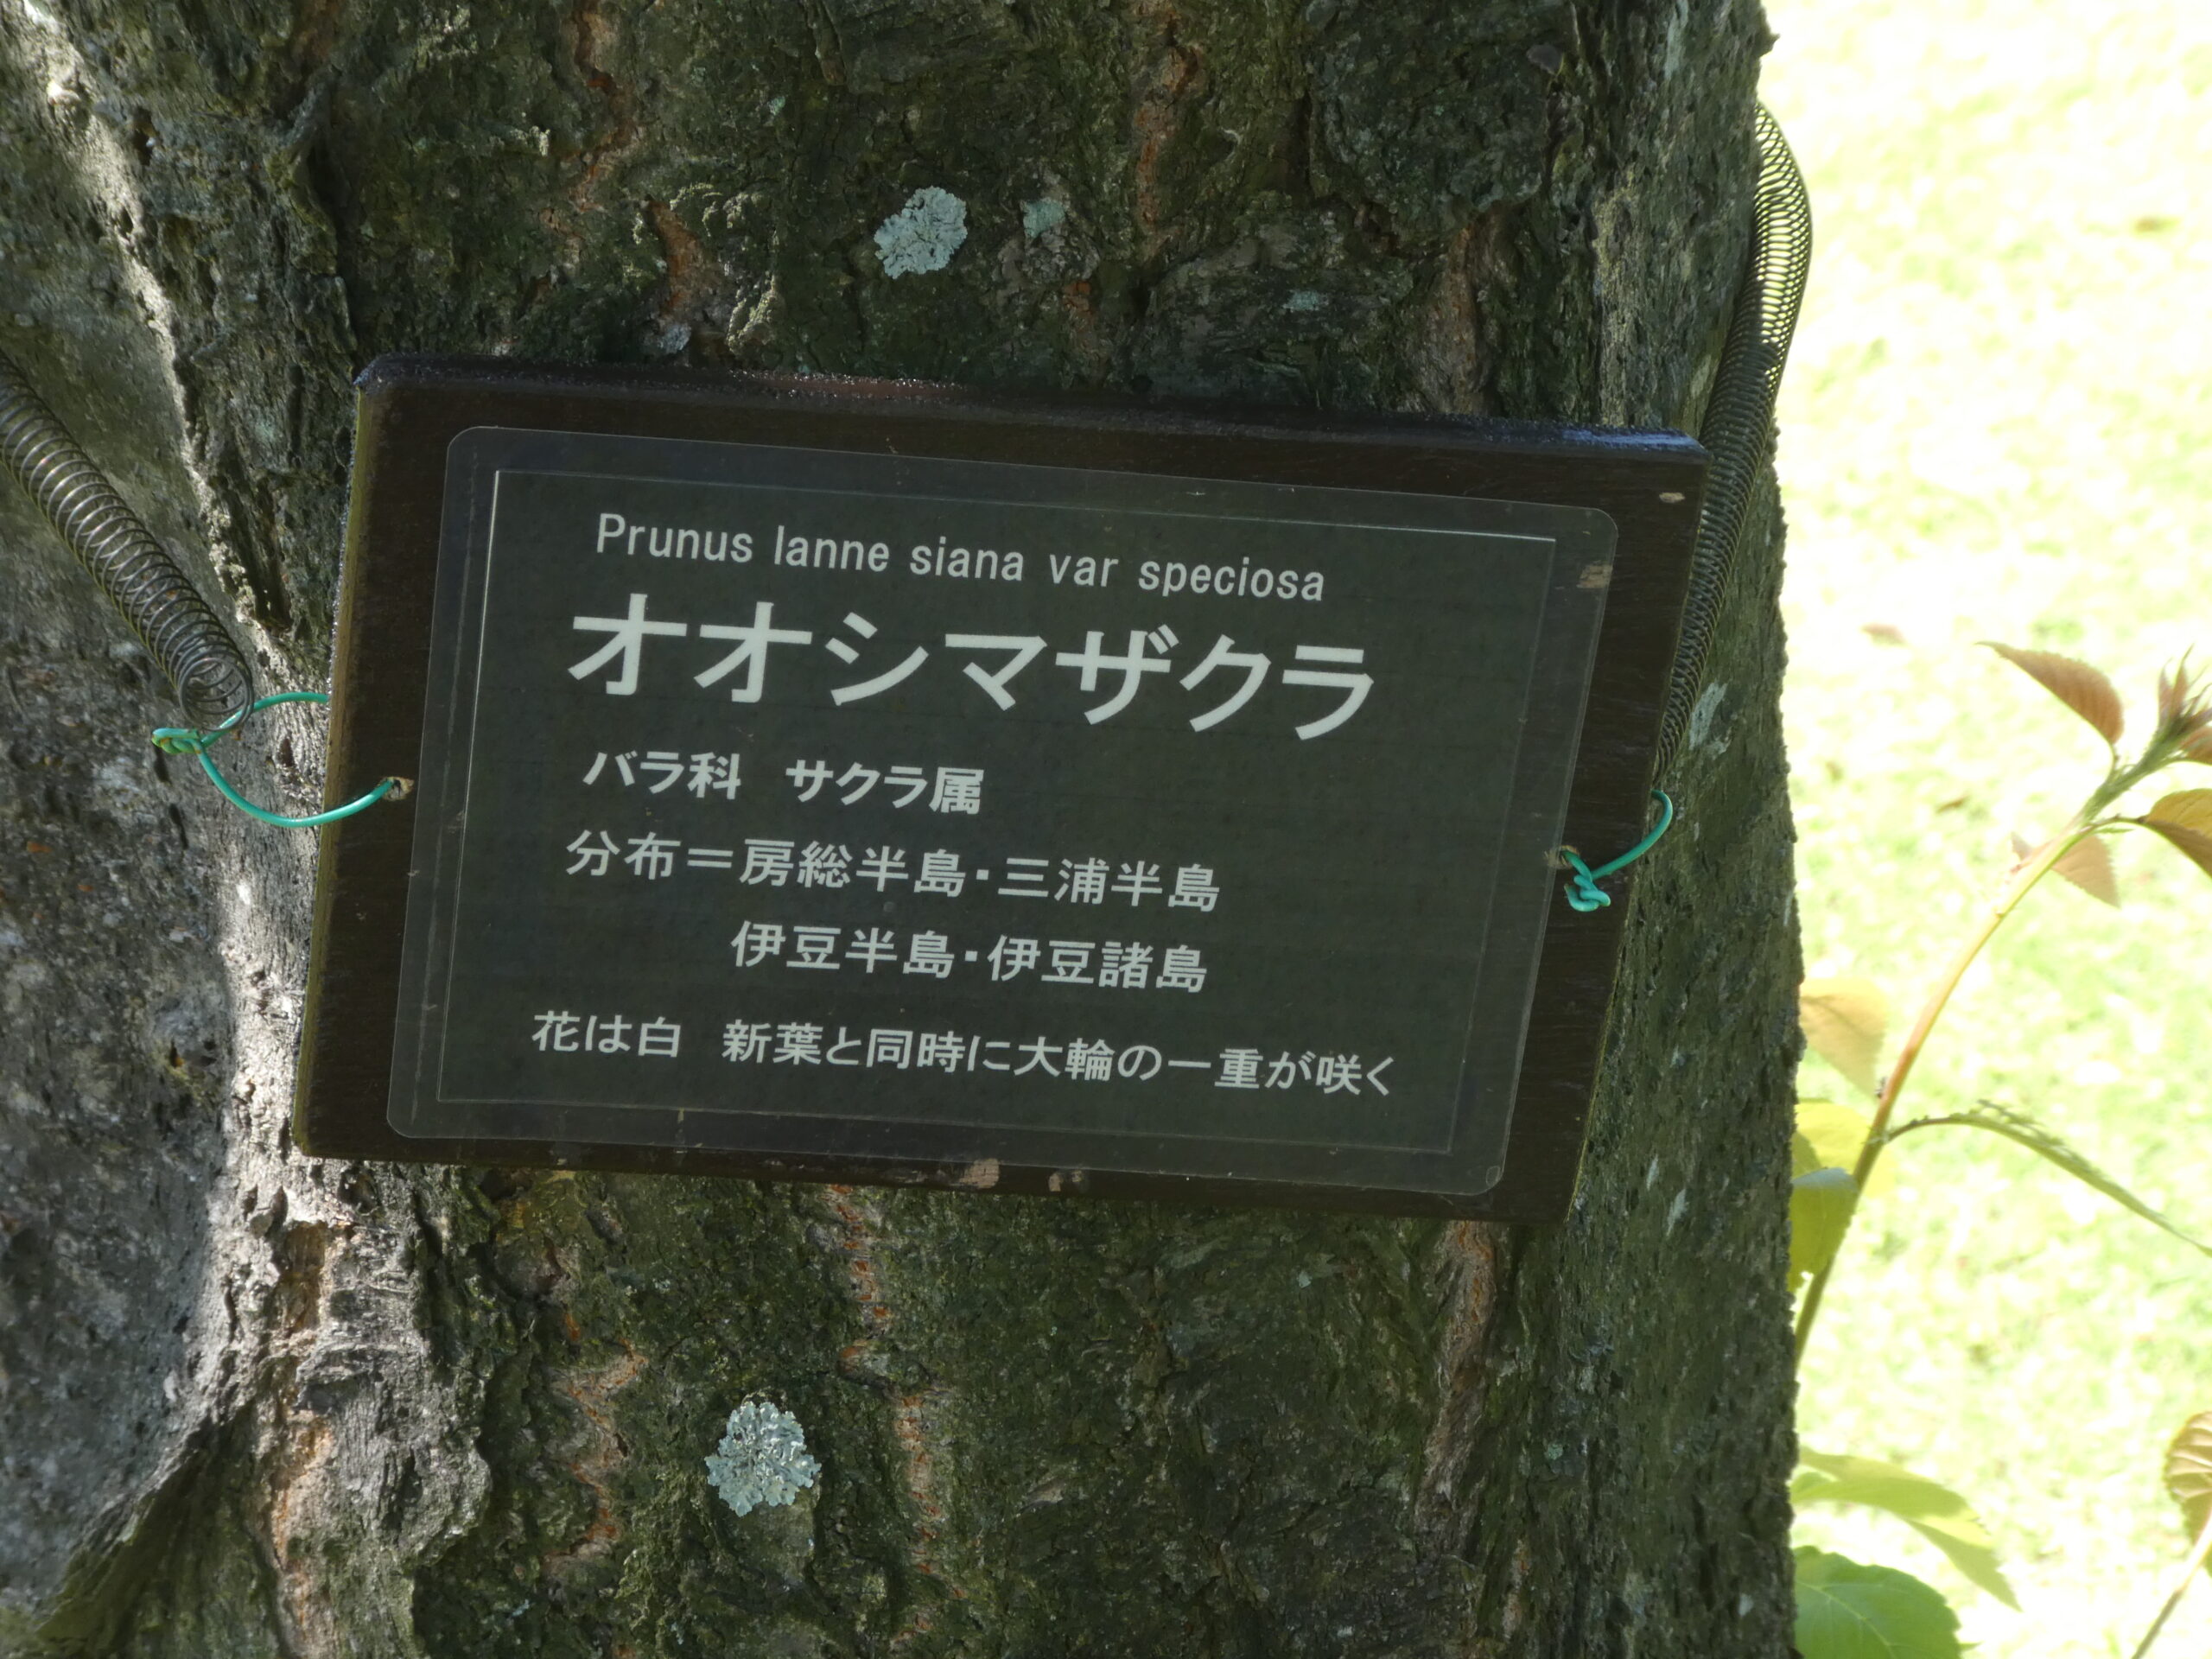 Prunus lanne siana var speciosa
オオシマザクラ
バラ科　サクラ属
分布＝房総半島・三浦半島
伊豆半島・伊豆諸島
花は白　新葉と同時に大輪の一重が咲く